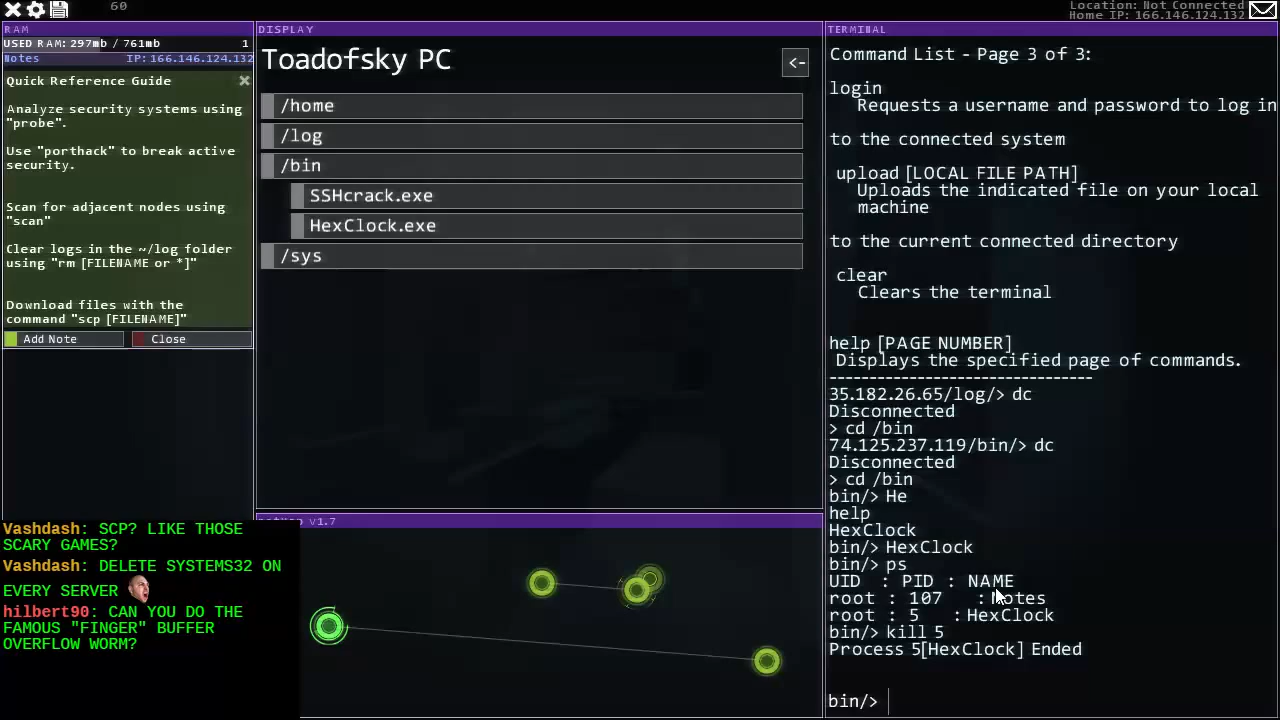 60
Location: Not Connected
Home IP: 166.146.124.132
RAM
USED RAM: 297mb / 761mb 1
Notes IP: 166.146.124.132
Quick Reference Guide
Analyze security systems using
"probe".
Use "porthack" to break active
security.
Scan for adjacent nodes using
"scan"
Clear logs in the ~/log folder
using "rm [FILENAME or *]"
Download files with the
command "scp [FILENAME]"
Add Note Close
Vashdash: SCP? LIKE THOSE
SCARY GAMES?
Vashdash: DELETE SYSTEMS32 ON
EVERY SERVER
hilbert90: CAN YOU DO THE
FAMOUS "FINGER" BUFFER
OVERFLOW WORM?
DISPLAY
Toadofsky PC
<-
/home
/log
/bin
SSHcrack.exe
HexClock.exe
/sys
v1.7
TERMINAL
Command List - Page 3 of 3:
login
Requests a username and password to log in
to the connected system
upload [LOCAL FILE PATH]
Uploads the indicated file on your local
machine
to the current connected directory
clear
Clears the terminal
help [PAGE NUMBER]
Displays the specified page of commands.
--------------------------------
35.182.26.65/log/> dc
Disconnected
> cd /bin
74.125.237.119/bin/> dc
Disconnected
> cd /bin
bin/> He
help
HexClock
bin/> HexClock
bin/> ps
UID : PID : NAME
root : 107 : Notes
root : 5 : HexClock
bin/> kill 5
Process 5[HexClock] Ended
bin/>